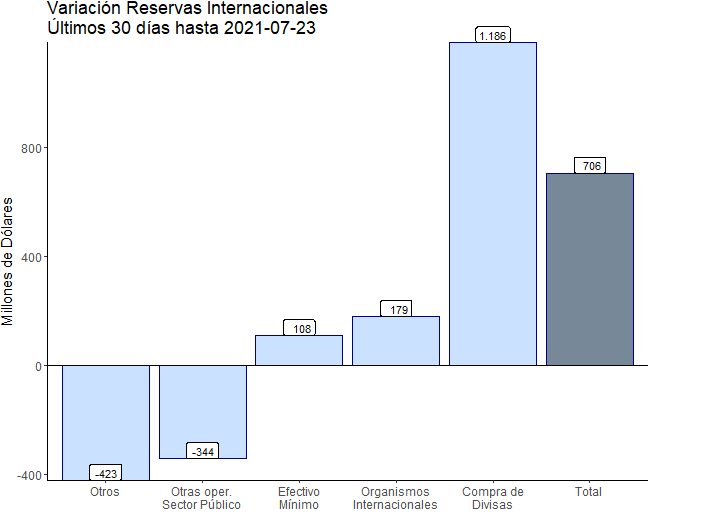 Variación Reservas Internacionales
Últimos 30 días hasta 2021-07-23
Millones de Dólares
800
400
0
-400
-423
-344
108
179
1.186
706
Otros
Otras oper.
Sector Público
Efectivo
Mínimo
Organismos
Internacionales
Compra de
Divisas
Total